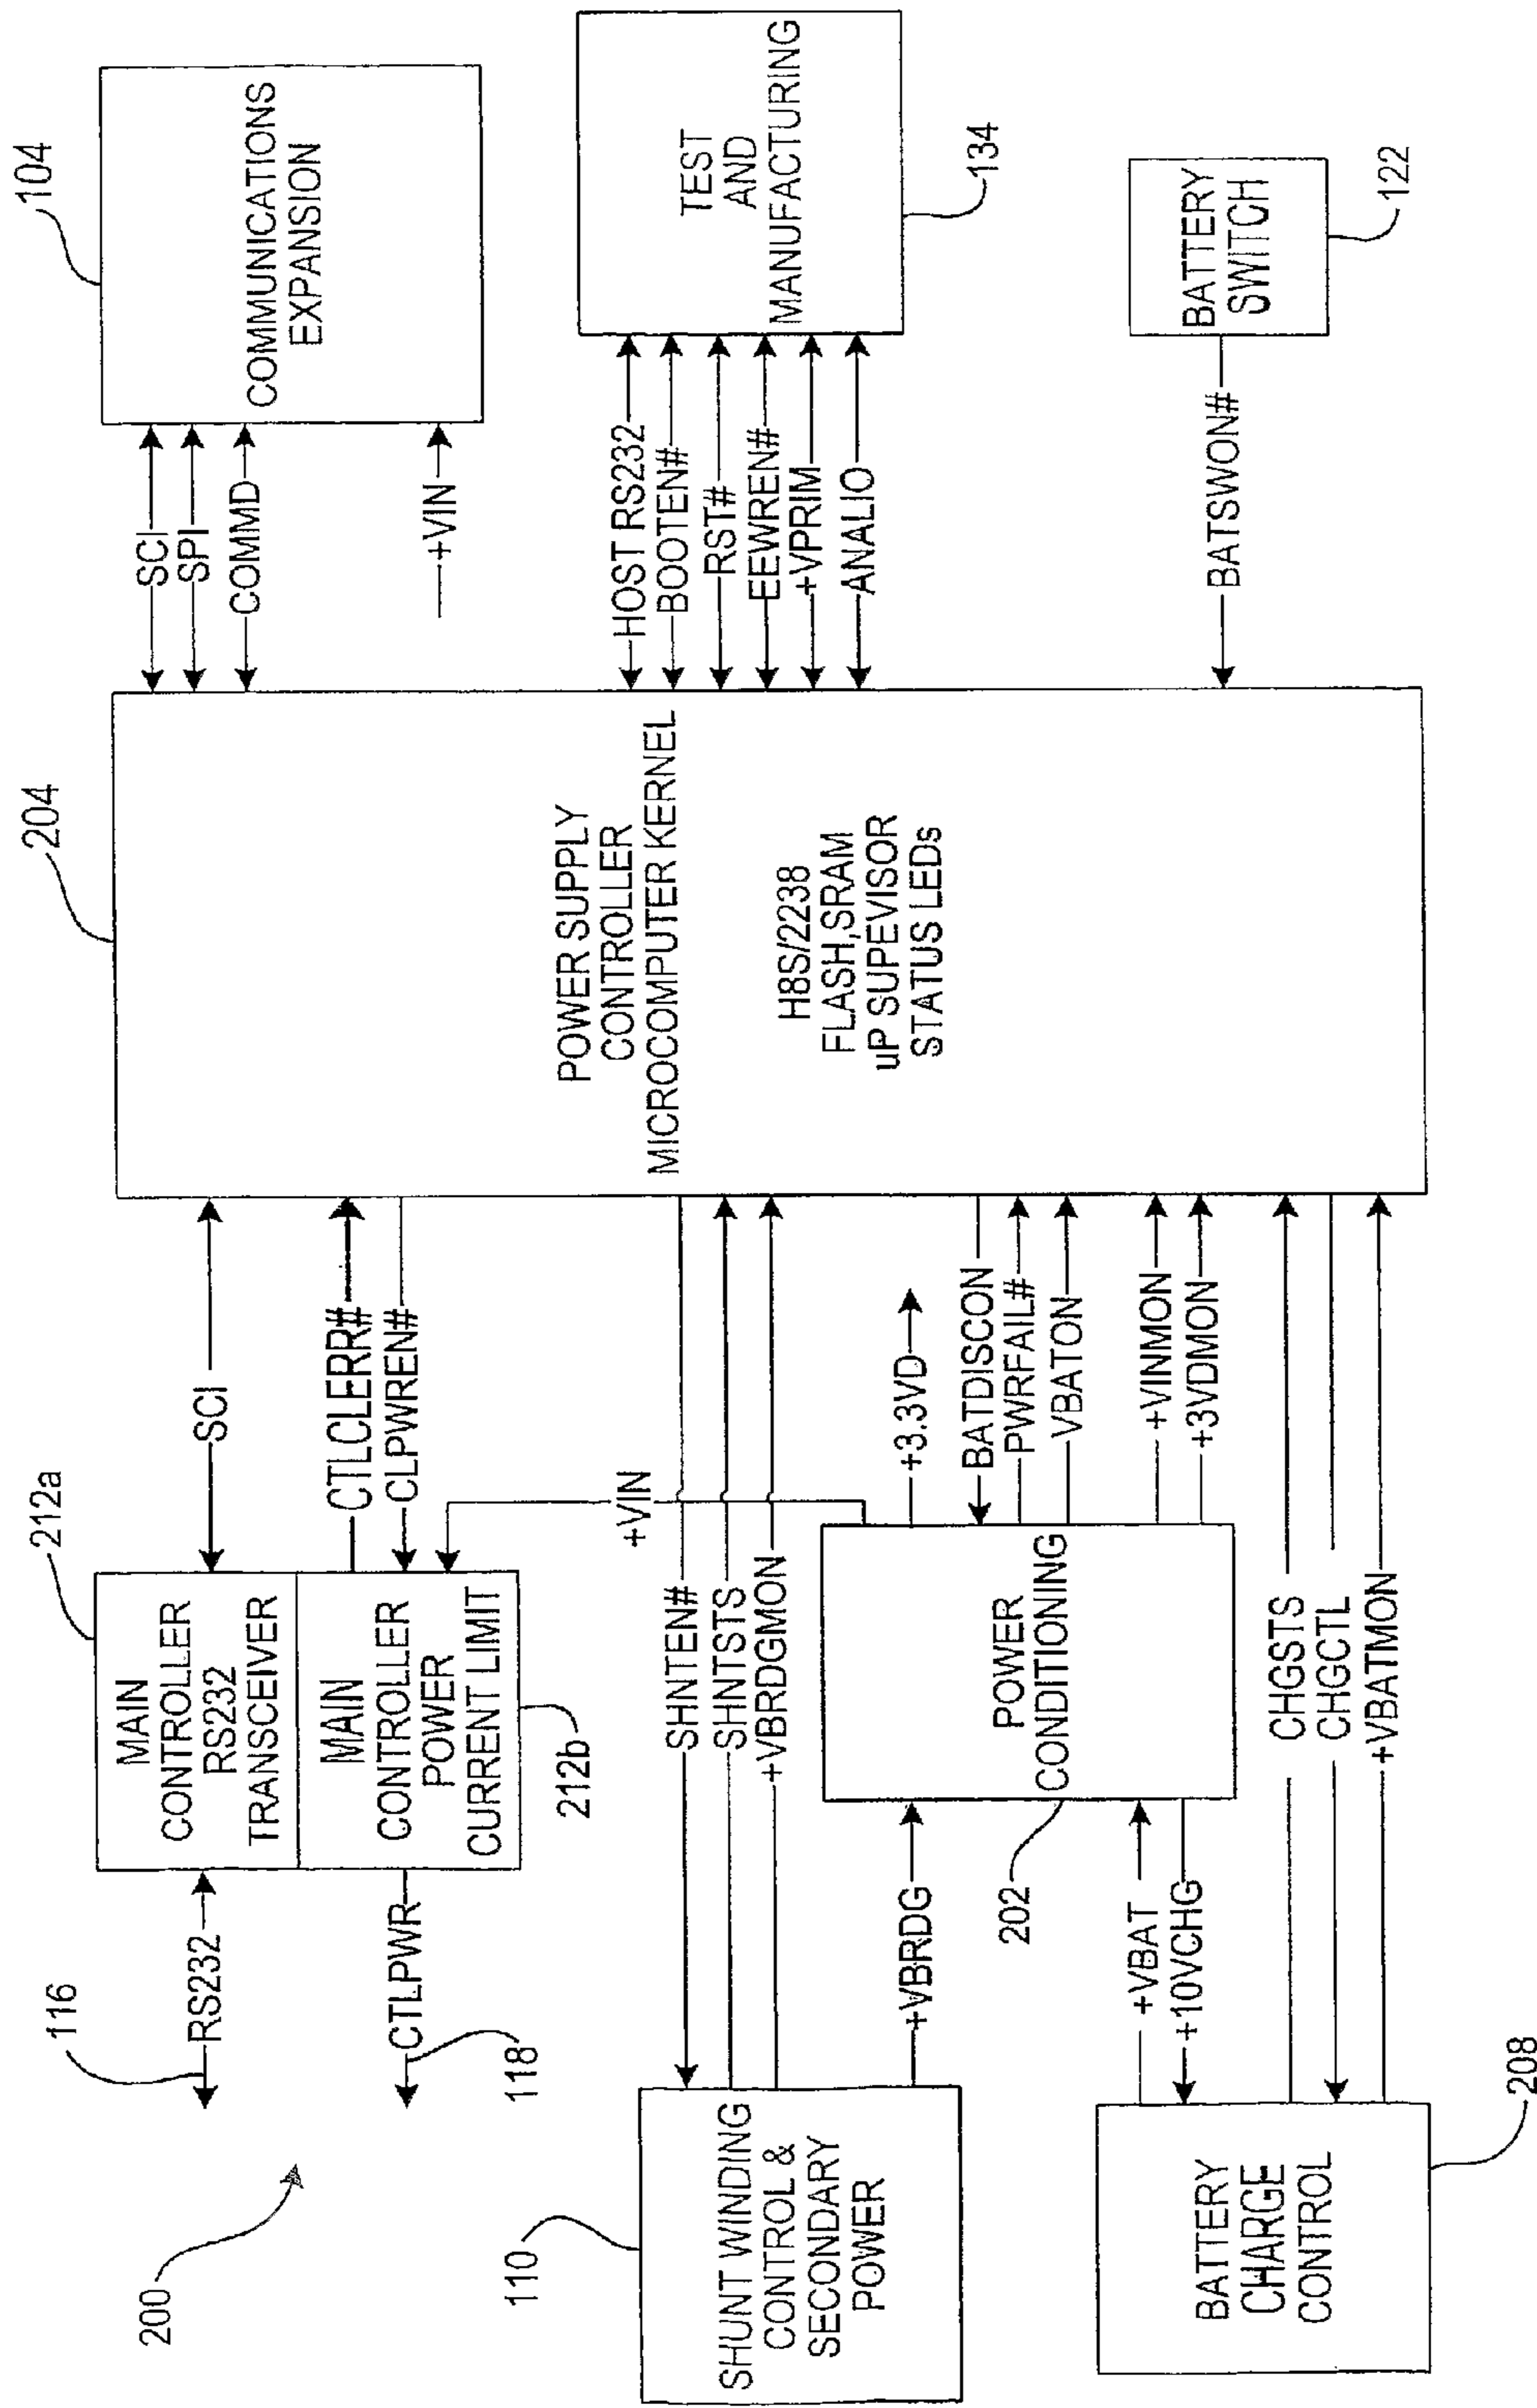 200
116
RS232
CTLPWR
118
212a
MAIN
CONTROLLER
RS232
TRANSCEIVER
MAIN
CONTROLLER
POWER
CURRENT LIMIT
212b
SCI
CTLCLERR#
CLPWREN#
+VIN
204
POWER SUPPLY
CONTROLLER
MICROCOMPUTER KERNEL
H8S/2238
FLASH,SRAM
uP SUPEVISOR
STATUS LEDs
SCI
SPI
COMMD
+VIN
104
COMMUNICATIONS
EXPANSION
HOST RS232
BOOTEN#
RST#
EEWREN#
+VPRIM
ANALIO
TEST
AND
MANUFACTURING
134
BATSWON#
BATTERY
SWITCH
122
110
SHUNT WINDING
CONTROL &
SECONDARY
POWER
SHNTEN#
SHNTSTS
+VBRDGMON
+VBRDG
202
POWER
CONDITIONING
+3.3VD
BATDISCON
PWRFAIL#
VBATON
+VINMON
+3VDMON
+VBAT
+10VCHG
BATTERY
CHARGE
CONTROL
208
CHGSTS
CHGCTL
+VBATMON